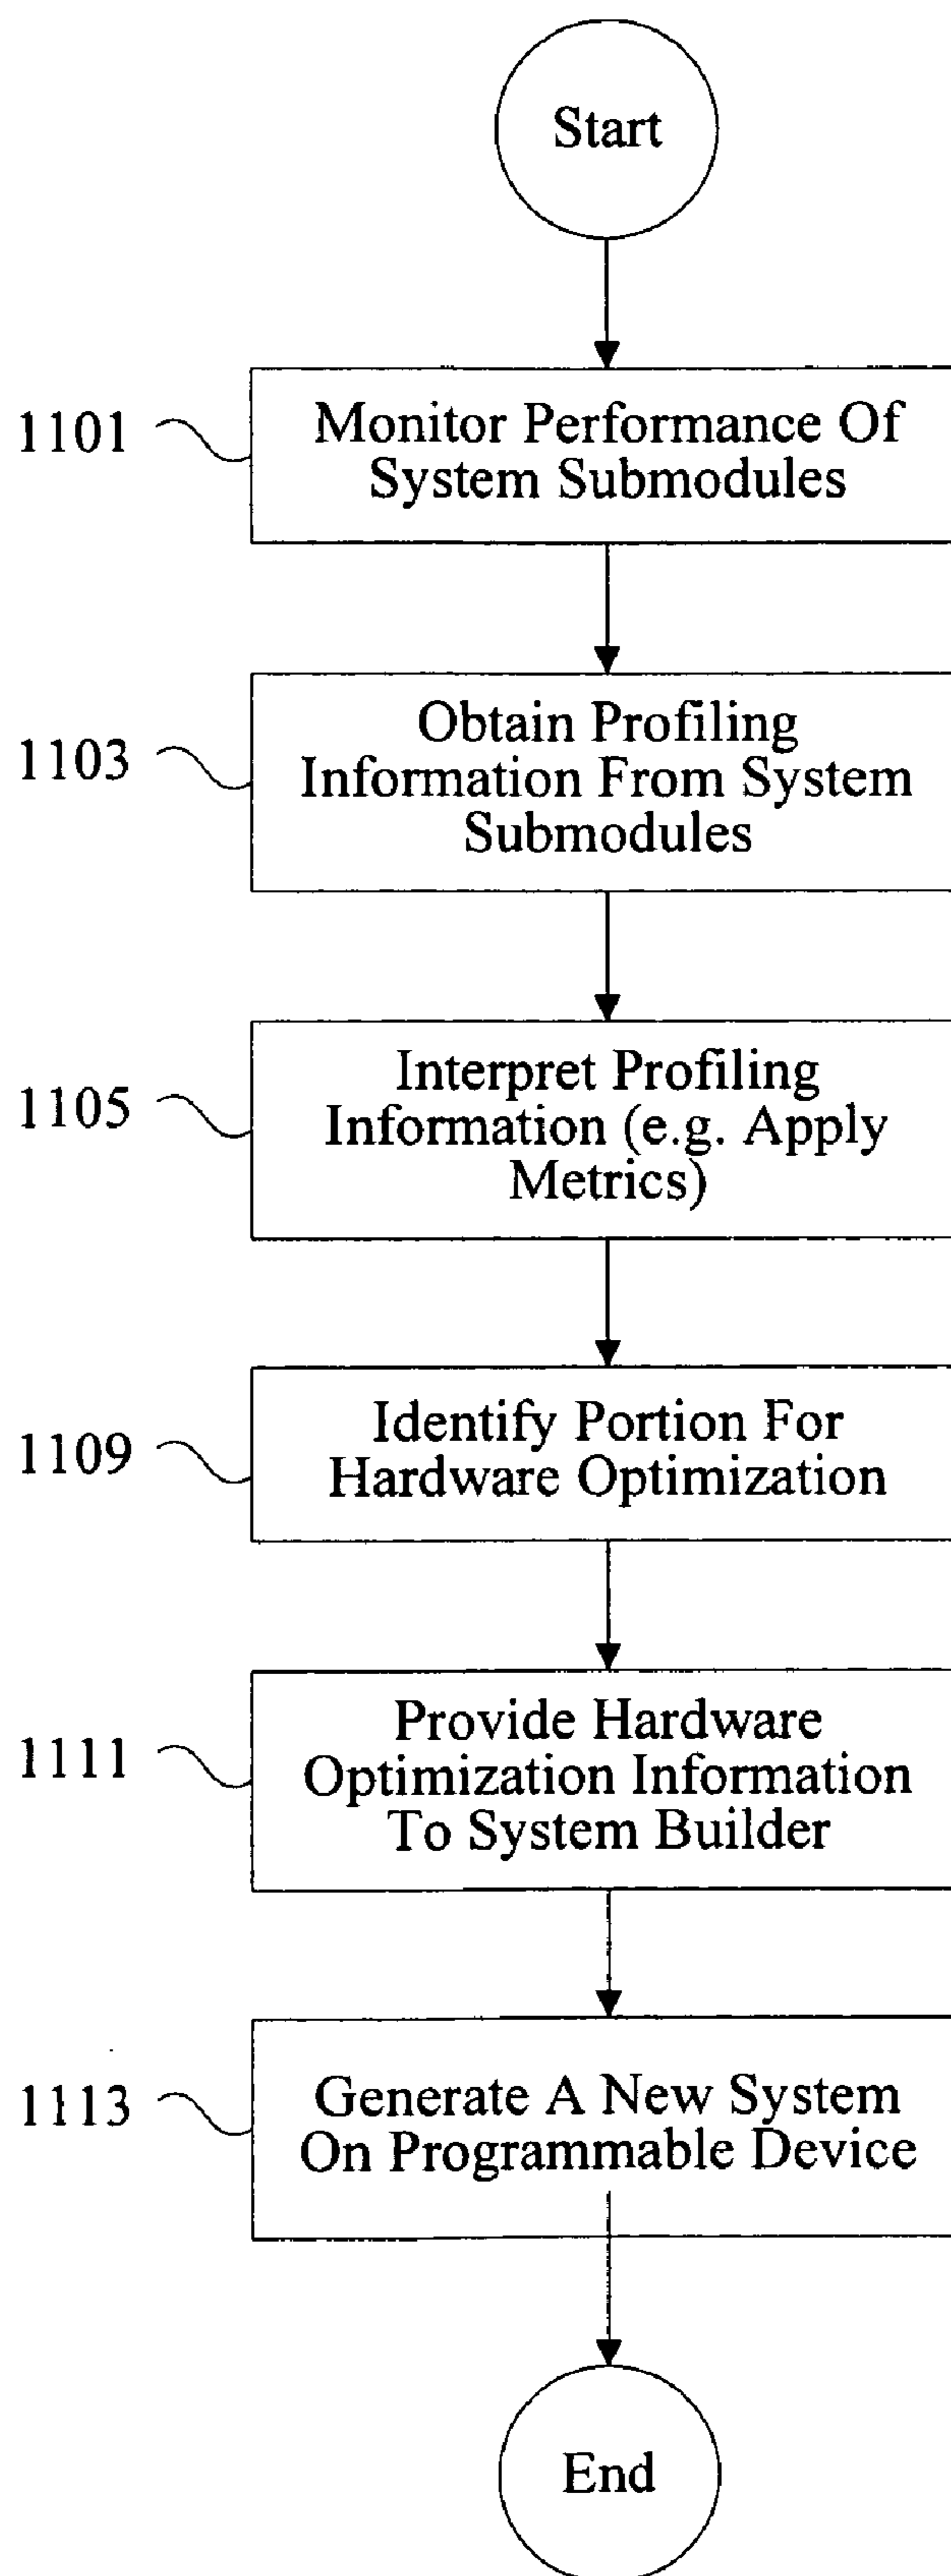 Start
1101
Monitor Performance Of
System Submodules
1103
Obtain Profiling
Information From System
Submodules
1105
Interpret Profiling
Information (e.g. Apply
Metrics)
1109
Identify Portion For
Hardware Optimization
1111
Provide Hardware
Optimization Information
To System Builder
1113
Generate A New System
On Programmable Device
End